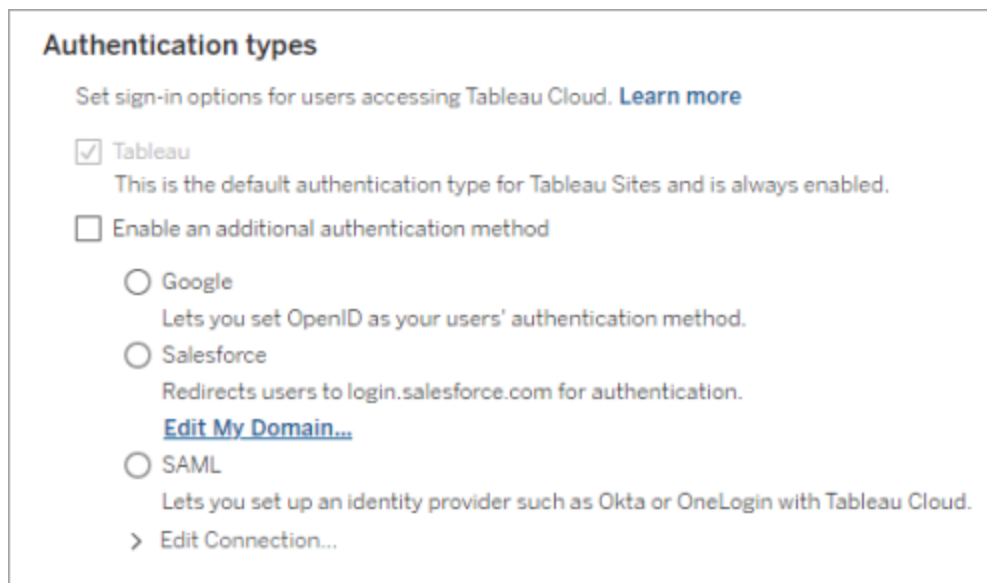 Authentication types
Set sign-in options for users accessing Tableau Cloud. Learn more
Tableau
This is the default authentication type for Tableau Sites and is always enabled.
Enable an additional authentication method
Google
Lets you set OpenID as your users' authentication method.
Salesforce
Redirects users to login.salesforce.com for authentication.
Edit My Domain...
SAML
Lets you set up an identity provider such as Okta or OneLogin with Tableau Cloud.
Edit Connection...